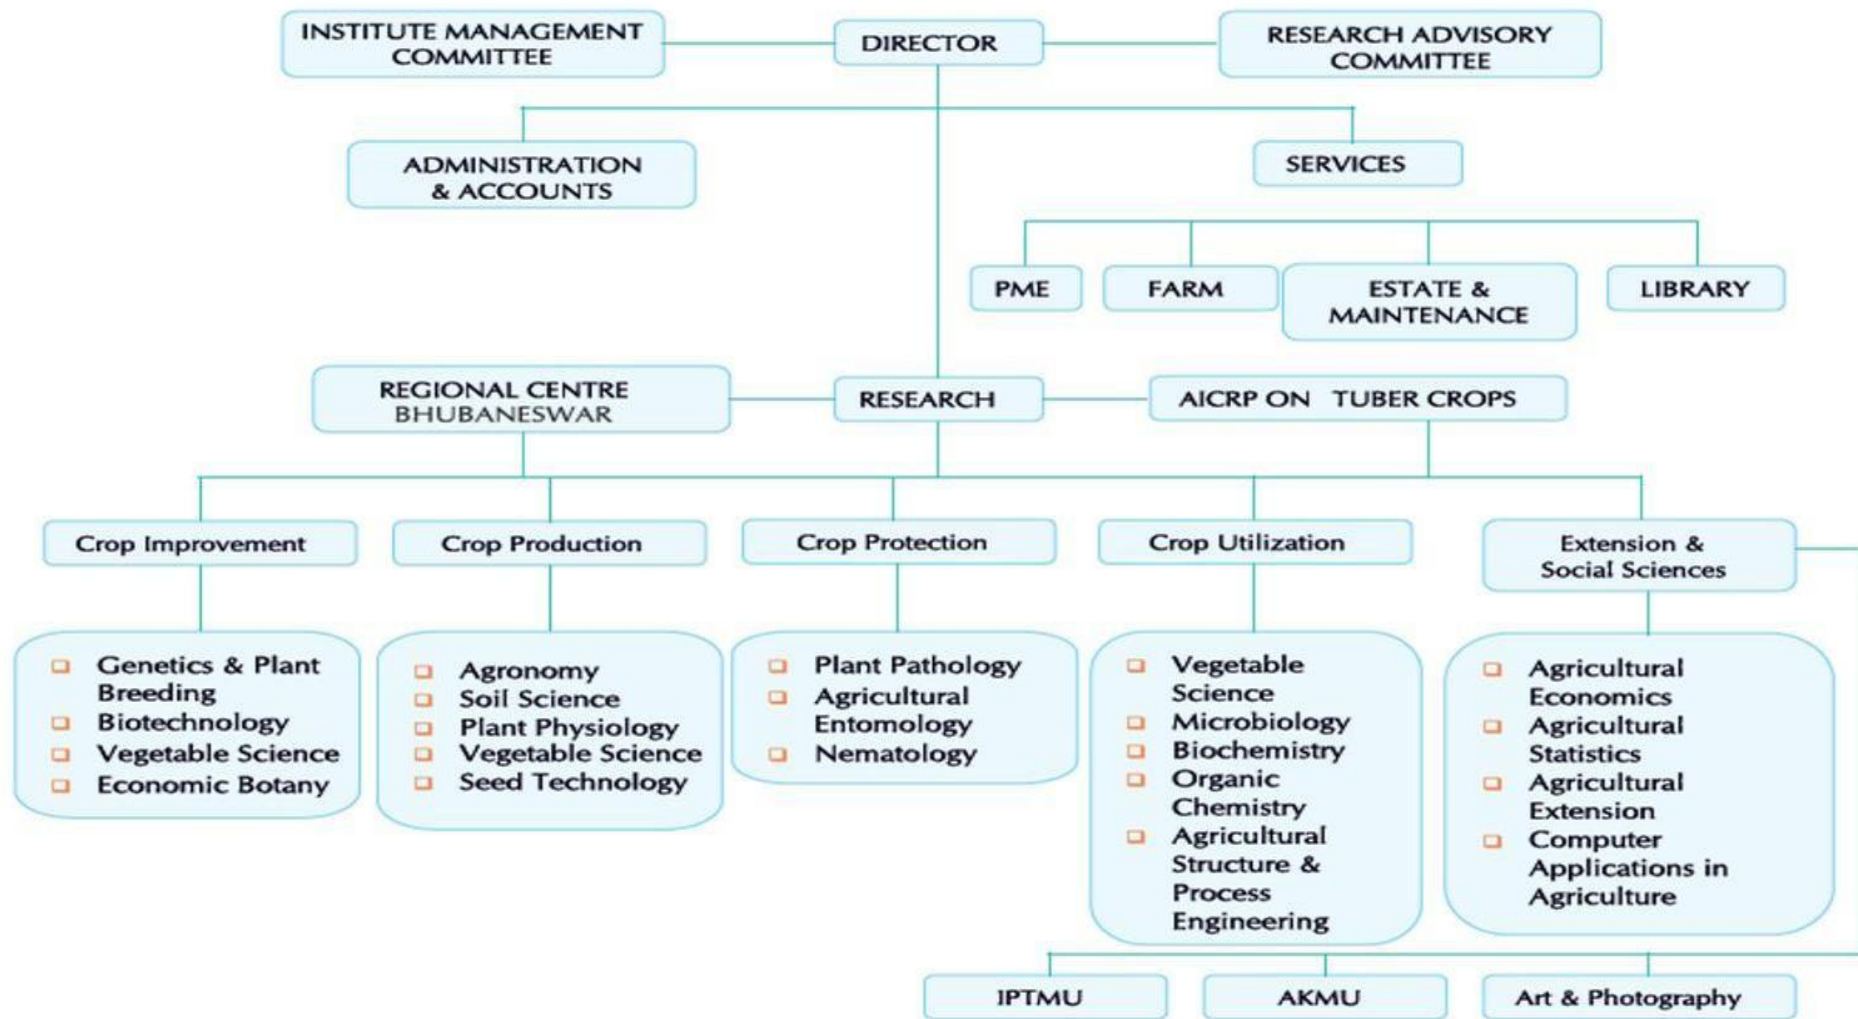 INSTITUTE MANAGEMENT
COMMITTEE
DIRECTOR
RESEARCH ADVISORY
COMMITTEE
ADMINISTRATION
& ACCOUNTS
SERVICES
PME
FARM
ESTATE &
MAINTENANCE
LIBRARY
REGIONAL CENTRE
BHUBANESWAR
RESEARCH
AICRP ON TUBER CROPS
Crop Improvement
Crop Production
Crop Protection
Crop Utilization
Extension &
Social Sciences
Genetics & Plant
Breeding
Biotechnology
Vegetable Science
Economic Botany
Agronomy
Soil Science
Plant Physiology
Vegetable Science
Seed Technology
Plant Pathology
Agricultural
Entomology
Nematology
Vegetable
Science
Microbiology
Biochemistry
Organic
Chemistry
Agricultural
Structure &
Process
Engineering
Agricultural
Economics
Agricultural
Statistics
Agricultural
Extension
Computer
Applications in
Agriculture
IPTMU
AKMU
Art & Photography